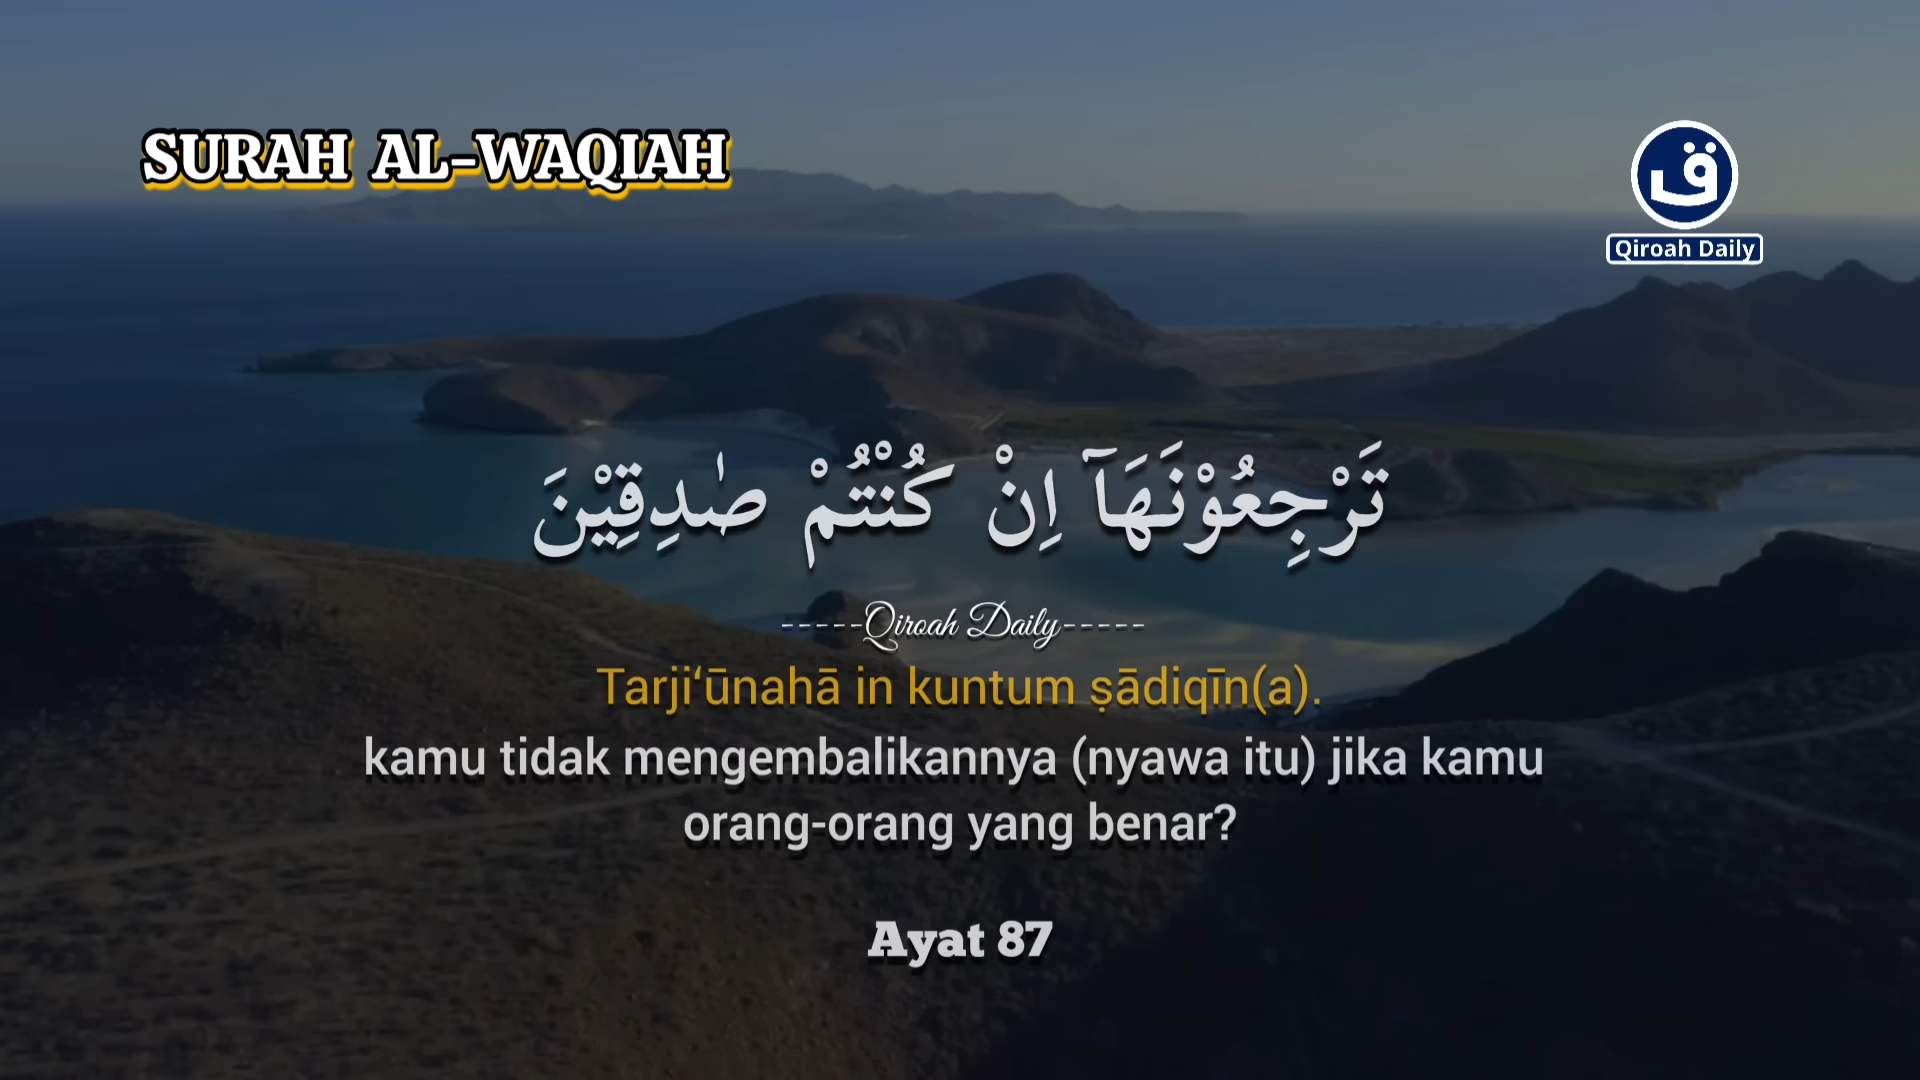 SURAH AL-WAQIAH
ق
Qiroah Daily
تَرْجِعُوْنَهَآ اِنْ كُنْتُمْ صٰدِقِيْنَ
-----Qiroah Daily-----
Tarji‘ūnahā in kuntum ṣādiqīn(a).
kamu tidak mengembalikannya (nyawa itu) jika kamu
orang-orang yang benar?
Ayat 87